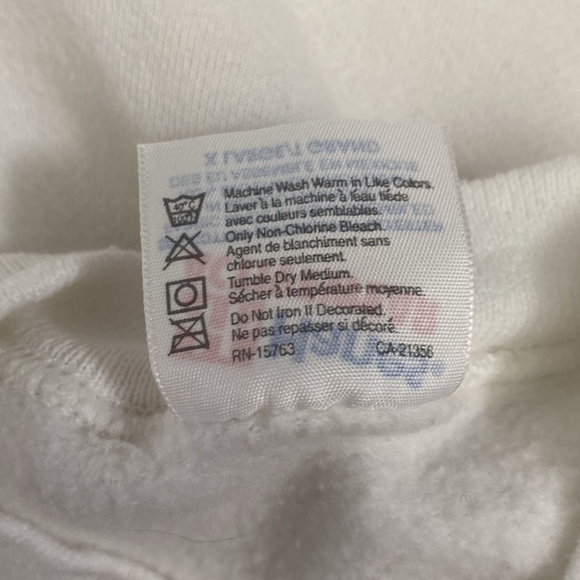 Machine Wash Warm in Like Colors.
Laver à la machine à l'eau tiède
avec couleurs semblables.
Only Non-Chlorine Bleach.
Agent de blanchiment sans
chlorure seulement.
Tumble Dry Medium.
Sécher à température moyenne.
Do Not Iron If Decorated.
Ne pas repasser si décoré.
RN-15763 CA-21356
X LARGE/X GRAND